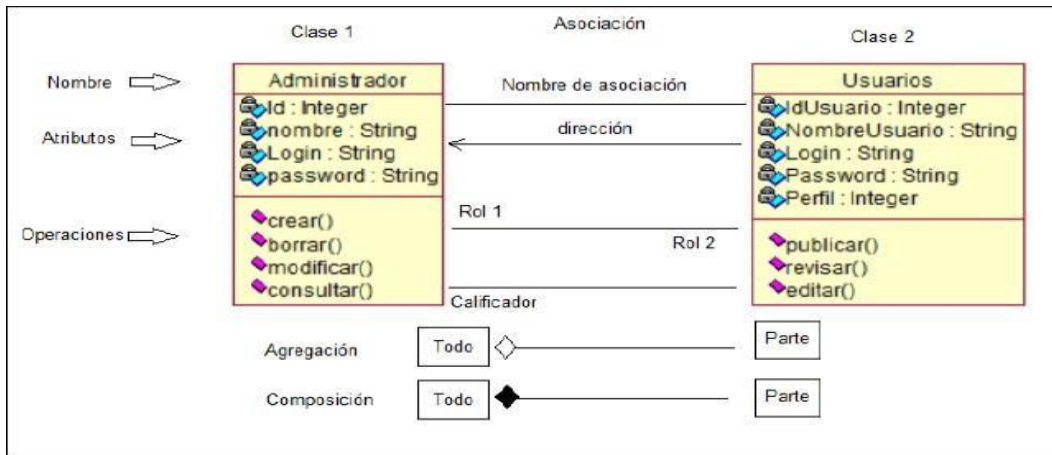 Clase 1
Asociación
Clase 2
Nombre
Administrador
Id : Integer
nombre : String
Login : String
password : String
Atributos
crear()
borrar()
modificar()
consultar()
Operaciones
Nombre de asociación
dirección
Rol 1
Rol 2
Calificador
Usuarios
IdUsuario : Integer
NombreUsuario : String
Login : String
Password : String
Perfil : Integer
publicar()
revisar()
editar()
Agregación
Todo
Parte
Composición
Todo
Parte